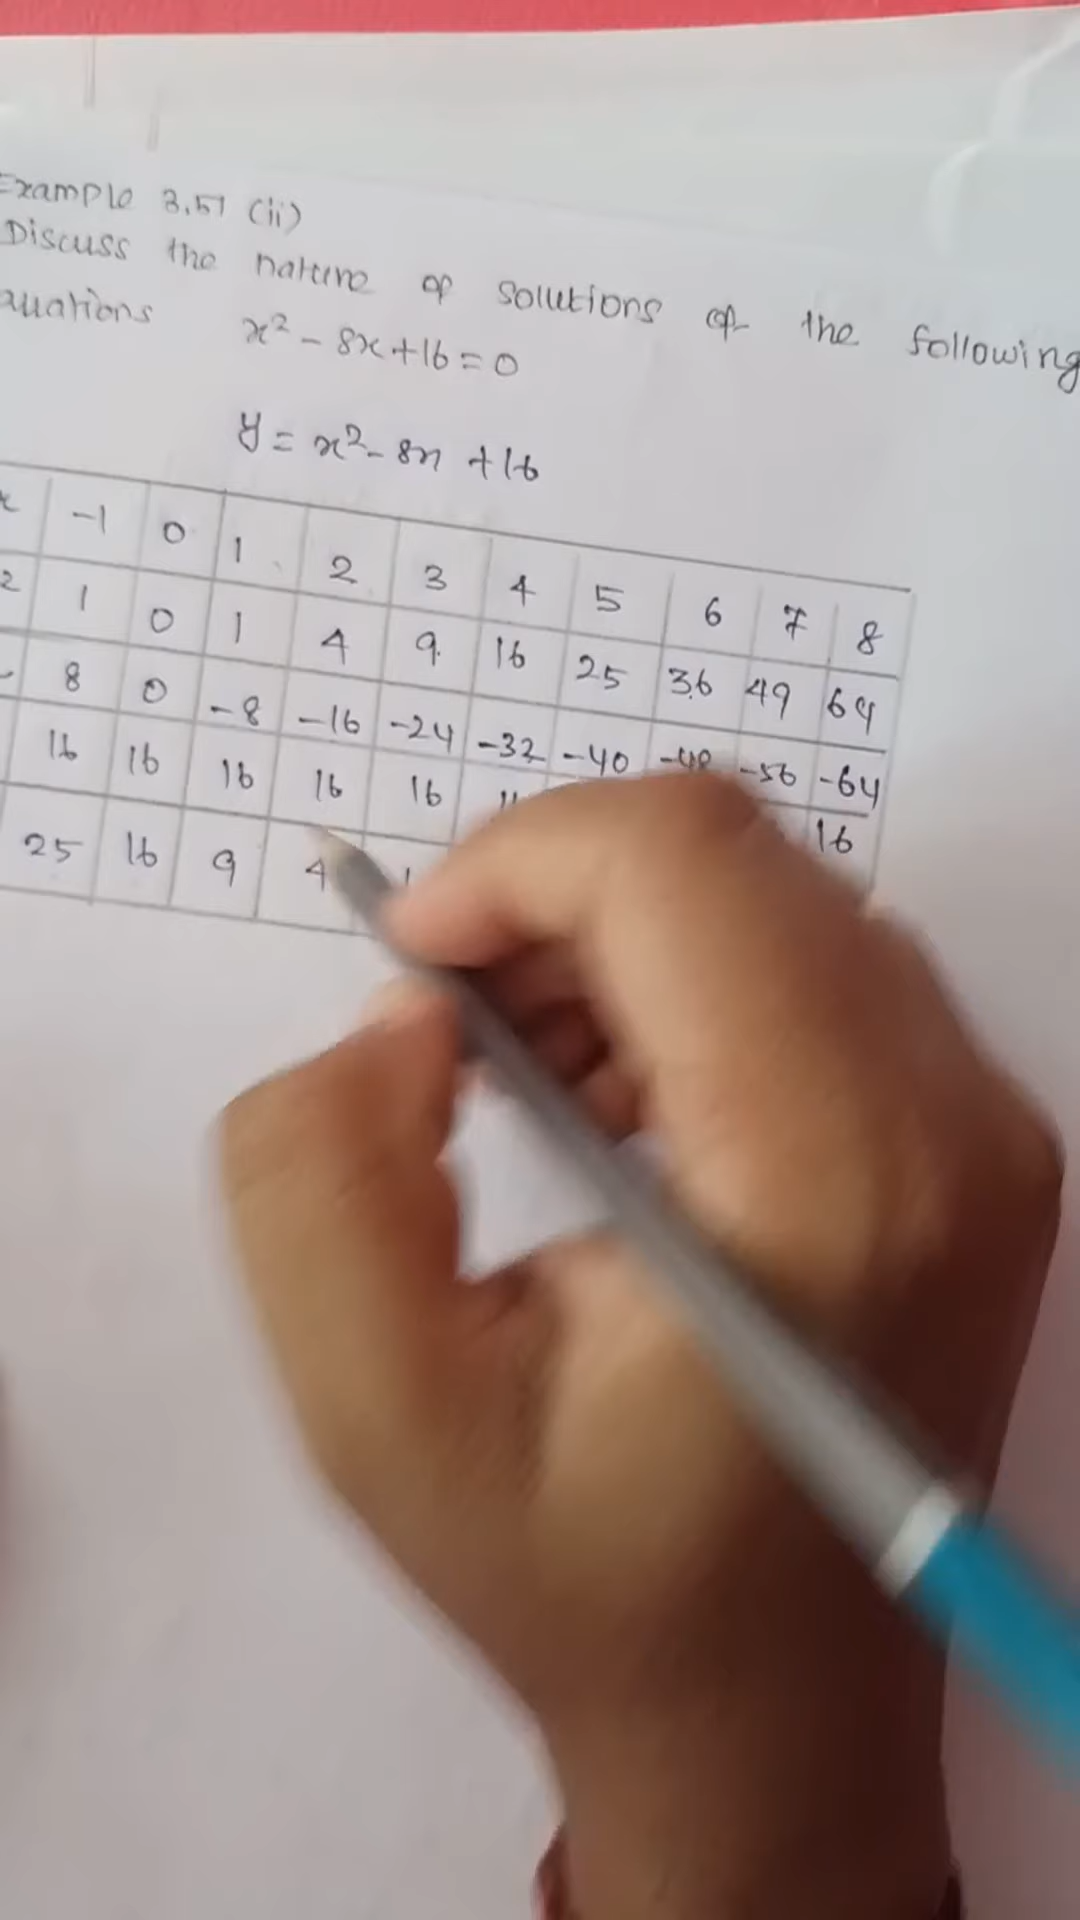 Example 3.51 (ii)
Discuss the nature of solutions of the following
quations x² - 8x + 16 = 0
y = x² - 8x + 16
x -1 0 1 2 3 4 5 6 7 8
2 1 0 1 4 9 16 25 36 49 64
8 0 -8 -16 -24 -32 -40 -48 -56 -64
16 16 16 16 16 16
25 16 9 4